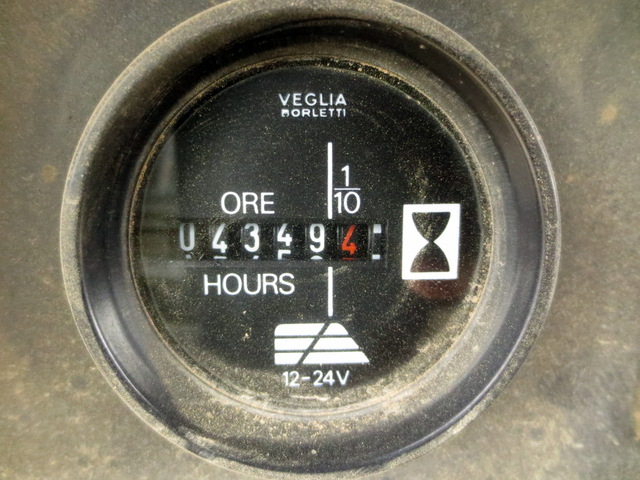 VEGLIA
BORLETTI
1
10
ORE
043494
HOURS
12-24V